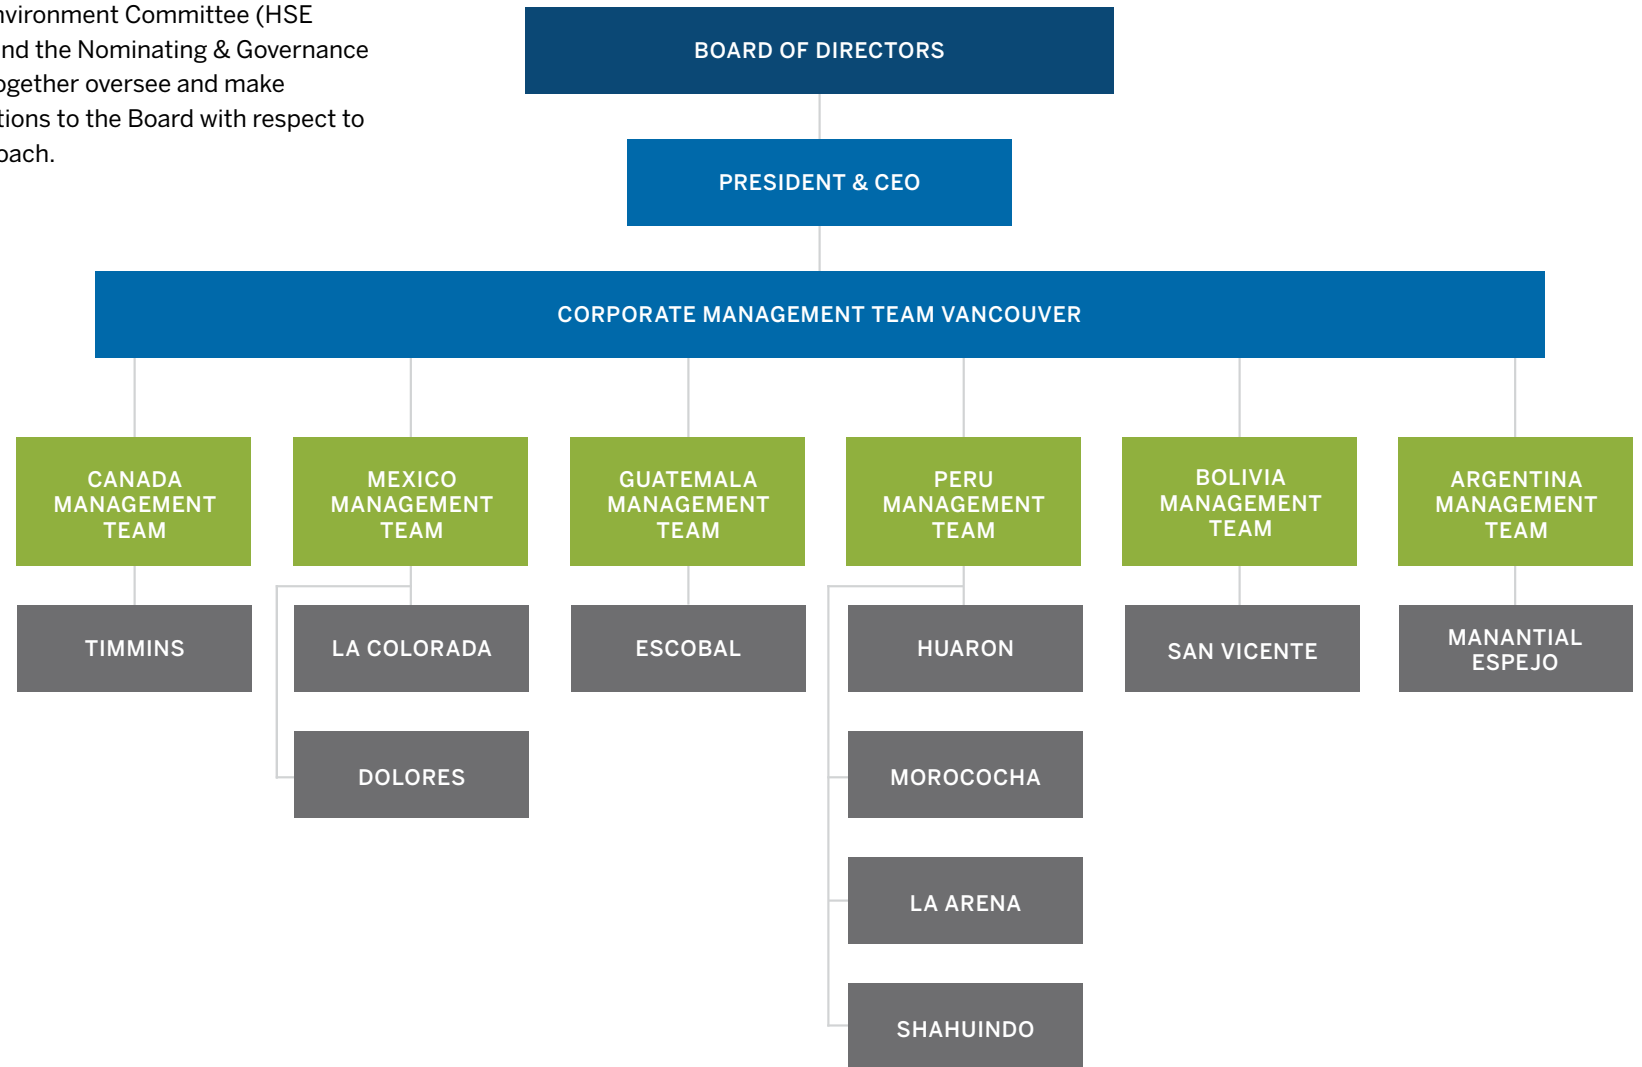 nvironment Committee (HSE
nd the Nominating & Governance
ogether oversee and make
tions to the Board with respect to
oach.
BOARD OF DIRECTORS
PRESIDENT & CEO
CORPORATE MANAGEMENT TEAM VANCOUVER
CANADA
MANAGEMENT
TEAM
MEXICO
MANAGEMENT
TEAM
GUATEMALA
MANAGEMENT
TEAM
PERU
MANAGEMENT
TEAM
BOLIVIA
MANAGEMENT
TEAM
ARGENTINA
MANAGEMENT
TEAM
TIMMINS
LA COLORADA
ESCOBAL
HUARON
SAN VICENTE
MANANTIAL
ESPEJO
DOLORES
MOROCOCHA
LA ARENA
SHAHUINDO